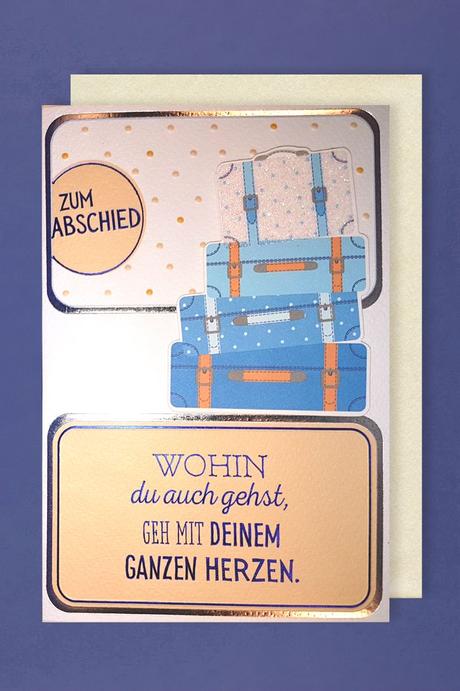 ZUM
ABSCHIED
WOHIN
du auch gehst,
GEH MIT DEINEM
GANZEN HERZEN.